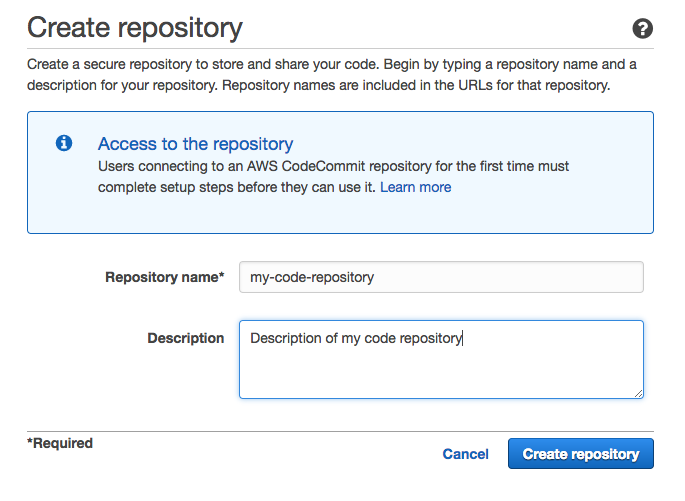 Create repository
?
Create a secure repository to store and share your code. Begin by typing a repository name and a
description for your repository. Repository names are included in the URLs for that repository.
i
Access to the repository
Users connecting to an AWS CodeCommit repository for the first time must
complete setup steps before they can use it. Learn more
Repository name* my-code-repository
Description Description of my code repository
*Required
Cancel Create repository